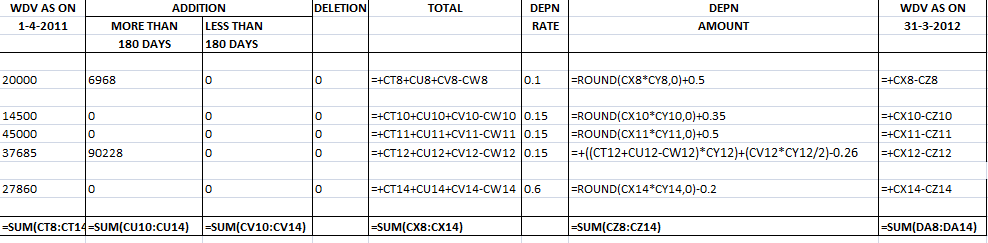 WDV AS ON ADDITION DELETION TOTAL DEPN DEPN WDV AS ON
1-4-2011 MORE THAN LESS THAN RATE AMOUNT 31-3-2012
180 DAYS 180 DAYS
20000 6968 0 0 =+CT8+CU8+CV8-CW8 0.1 =ROUND(CX8*CY8,0)+0.5 =+CX8-CZ8
14500 0 0 0 =+CT10+CU10+CV10-CW10 0.15 =ROUND(CX10*CY10,0)+0.35 =+CX10-CZ10
45000 0 0 0 =+CT11+CU11+CV11-CW11 0.15 =ROUND(CX11*CY11,0)+0.5 =+CX11-CZ11
37685 90228 0 0 =+CT12+CU12+CV12-CW12 0.15 =+((CT12+CU12-CW12)*CY12)+(CV12*CY12/2)-0.26 =+CX12-CZ12
27860 0 0 0 =+CT14+CU14+CV14-CW14 0.6 =ROUND(CX14*CY14,0)-0.2 =+CX14-CZ14
=SUM(CT8:CT14 =SUM(CU10:CU14) =SUM(CV10:CV14) =SUM(CX8:CX14) =SUM(CZ8:CZ14) =SUM(DA8:DA14)